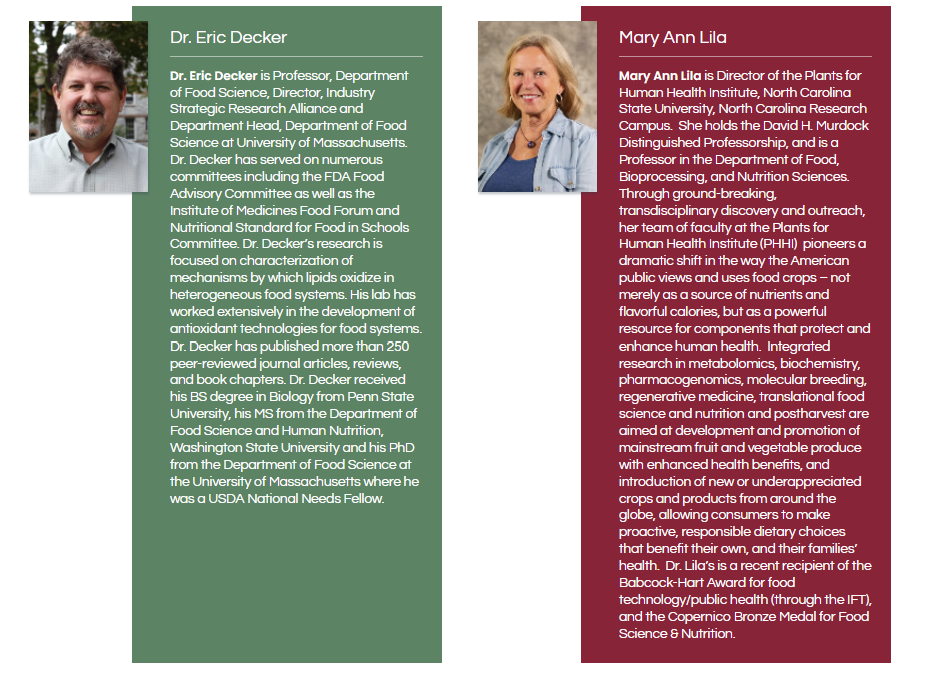 Dr. Eric Decker
Dr. Eric Decker is Professor, Department
of Food Science, Director, Industry
Strategic Research Alliance and
Department Head, Department of Food
Science at University of Massachusetts.
Dr. Decker has served on numerous
committees including the FDA Food
Advisory Committee as well as the
Institute of Medicines Food Forum and
Nutritional Standard for Food in Schools
Committee. Dr. Decker's research is
focused on characterization of
mechanisms by which lipids oxidize in
heterogeneous food systems. His lab has
worked extensively in the development of
antioxidant technologies for food systems.
Dr. Decker has published more than 250
peer-reviewed journal articles, reviews,
and book chapters. Dr. Decker received
his BS degree in Biology from Penn State
University, his MS from the Department of
Food Science and Human Nutrition,
Washington State University and his PhD
from the Department of Food Science at
the University of Massachusetts where he
was a USDA National Needs Fellow.
Mary Ann Lila
Mary Ann Lila is Director of the Plants for
Human Health Institute, North Carolina
State University, North Carolina Research
Campus.  She holds the David H. Murdock
Distinguished Professorship, and is a
Professor in the Department of Food,
Bioprocessing, and Nutrition Sciences.
Through ground-breaking,
transdisciplinary discovery and outreach,
her team of faculty at the Plants for
Human Health Institute (PHHI)  pioneers a
dramatic shift in the way the American
public views and uses food crops – not
merely as a source of nutrients and
flavorful calories, but as a powerful
resource for components that protect and
enhance human health.  Integrated
research in metabolomics, biochemistry,
pharmacogenomics, molecular breeding,
regenerative medicine, translational food
science and nutrition and postharvest are
aimed at development and promotion of
mainstream fruit and vegetable produce
with enhanced health benefits, and
introduction of new or underappreciated
crops and products from around the
globe, allowing consumers to make
proactive, responsible dietary choices
that benefit their own, and their families'
health.  Dr. Lila's is a recent recipient of the
Babcock-Hart Award for food
technology/public health (through the IFT),
and the Copernico Bronze Medal for Food
Science & Nutrition.